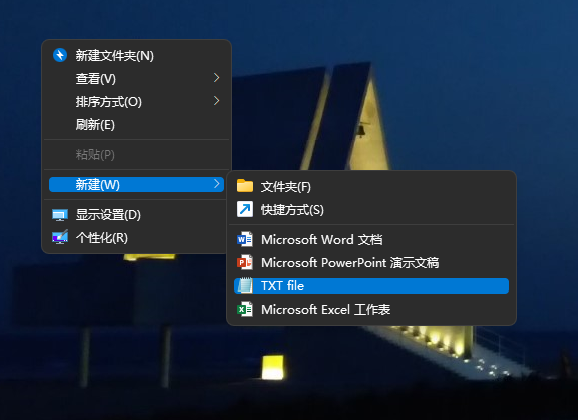 新建文件夹(N)
查看(V)
排序方式(O)
刷新(E)
粘贴(P)
新建(W)
显示设置(D)
个性化(R)
文件夹(F)
快捷方式(S)
Microsoft Word 文档
Microsoft PowerPoint 演示文稿
TXT file
Microsoft Excel 工作表